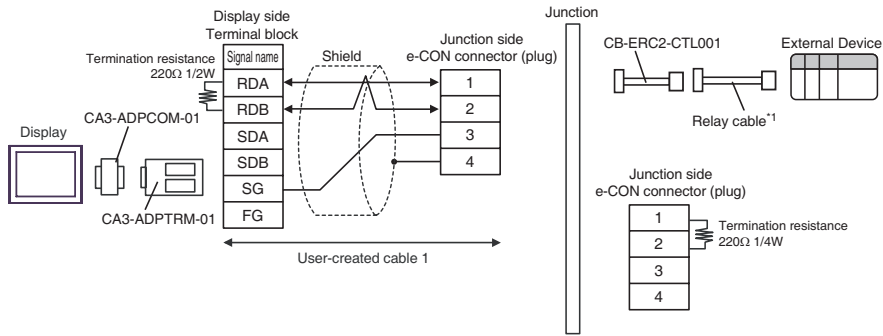 Display side
Terminal block
Junction
Junction side
e-CON connector (plug)
CB-ERC2-CTL001
External Device
Termination resistance
220Ω 1/2W
Signal name
Shield
RDA
1
RDB
2
SDA
3
SDB
4
SG
FG
Display
CA3-ADPCOM-01
CA3-ADPTRM-01
User-created cable 1
Relay cable*1
Junction side
e-CON connector (plug)
1
2
3
4
Termination resistance
220Ω 1/4W